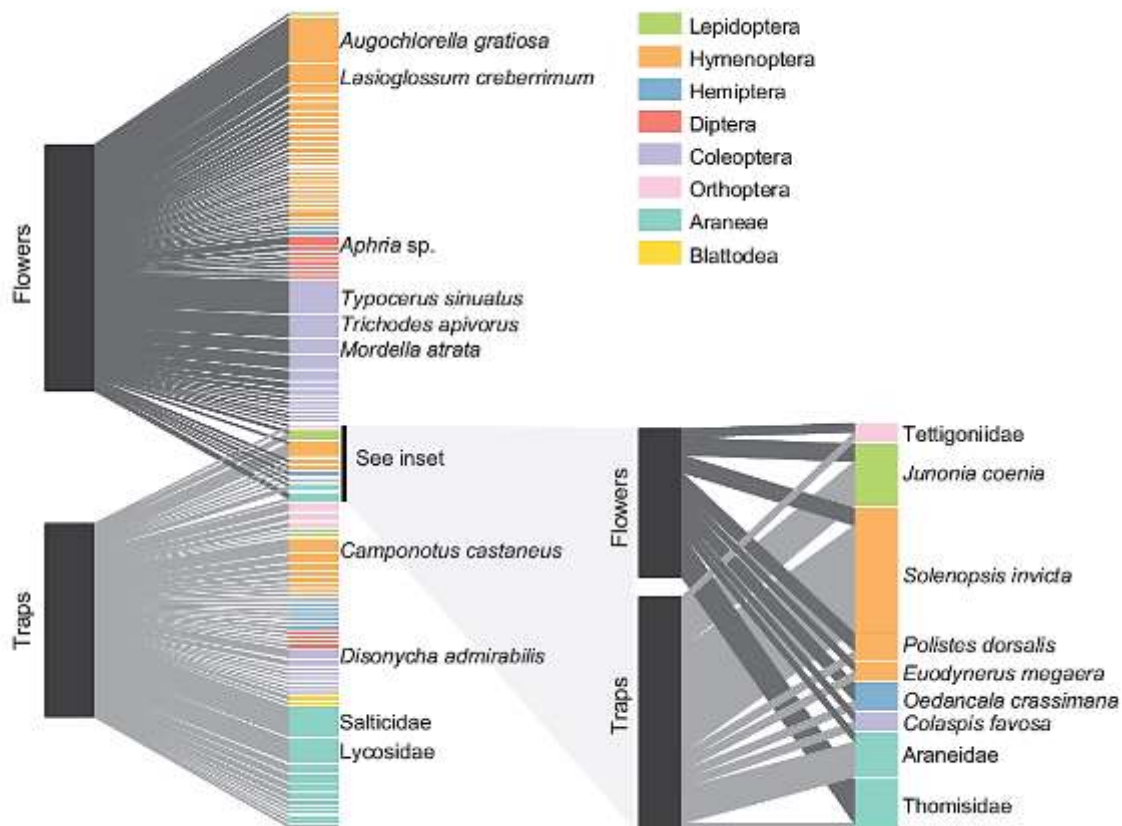 Augochlorella gratiosa
Lasioglossum creberrimum
Aphria sp.
Typocerus sinuatus
Trichodes apivorus
Mordella atrata
See inset
Camponotus castaneus
Disonycha admirabilis
Salticidae
Lycosidae
Flowers
Traps
Lepidoptera
Hymenoptera
Hemiptera
Diptera
Coleoptera
Orthoptera
Araneae
Blattodea
Flowers
Traps
Tettigoniidae
Junonia coenia
Solenopsis invicta
Polistes dorsalis
Euodynerus megaera
Oedancala crassimana
Colaspis favosa
Araneidae
Thomisidae